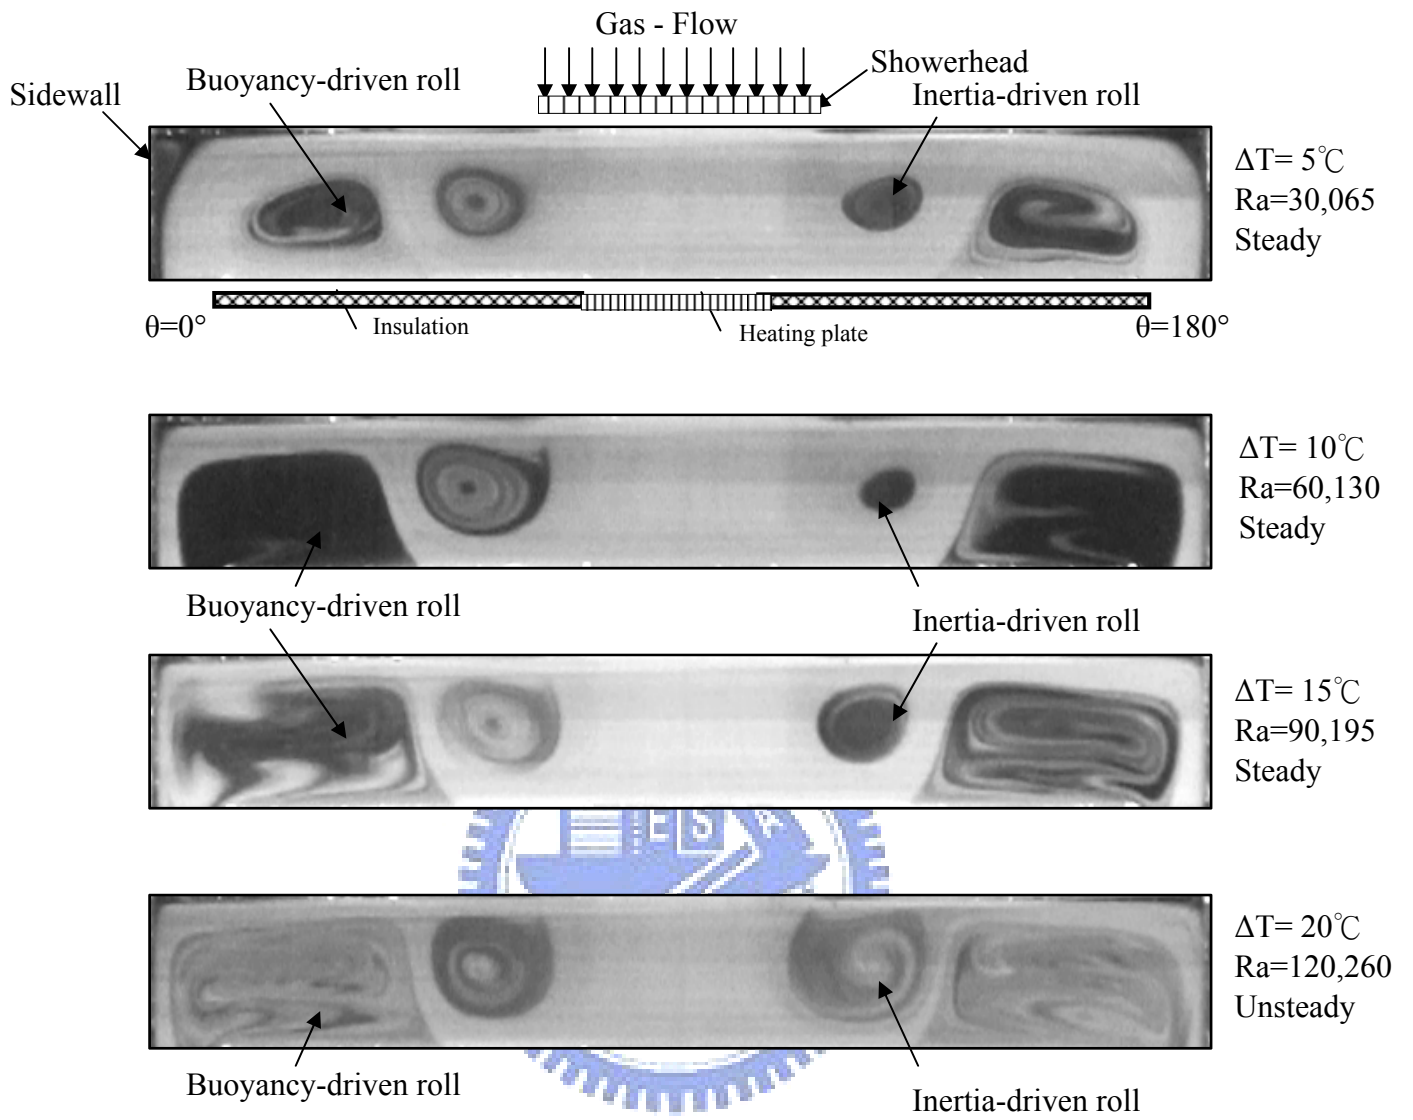 Gas - Flow
Showerhead
Buoyancy-driven roll
Sidewall
Inertia-driven roll
ΔT= 5℃
Ra=30,065
Steady
θ=0°
Insulation
Heating plate
θ=180°
ΔT= 10℃
Ra=60,130
Steady
Buoyancy-driven roll
Inertia-driven roll
ΔT= 15℃
Ra=90,195
Steady
ES
ΔT= 20℃
Ra=120,260
Unsteady
Buoyancy-driven roll
Inertia-driven roll